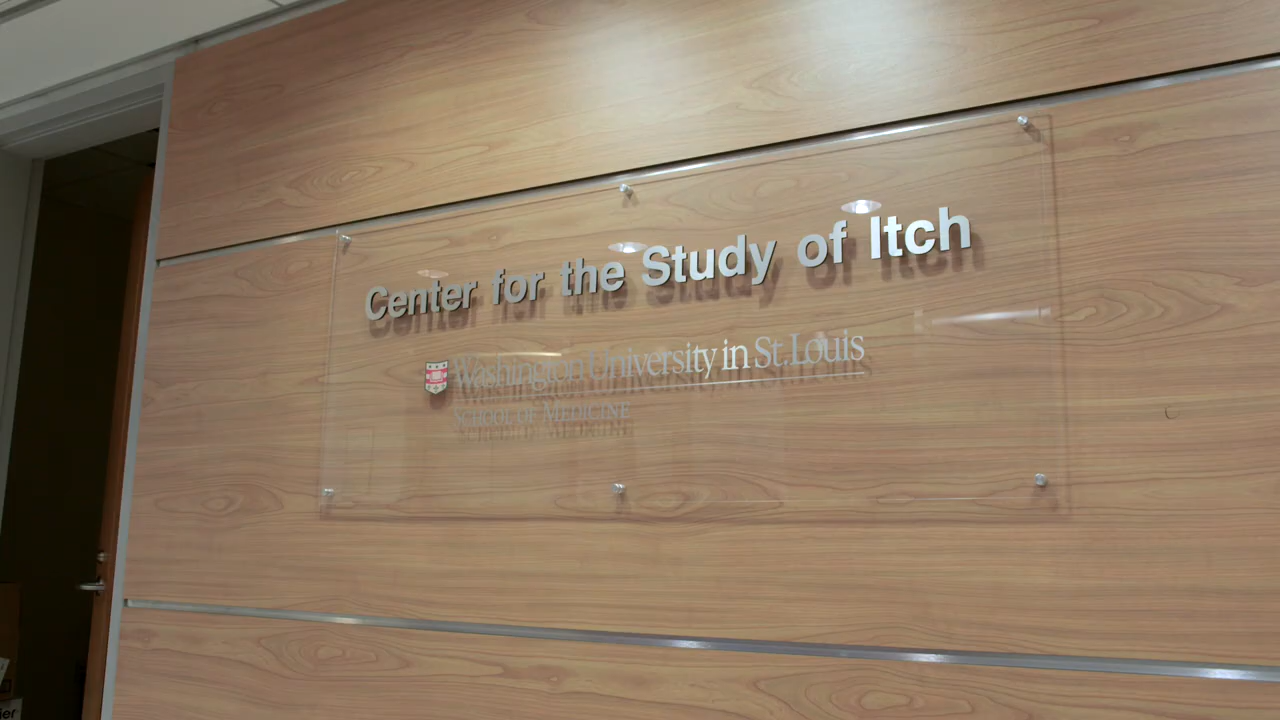 Center for the Study of Itch
Washington University in St. Louis
SCHOOL OF MEDICINE